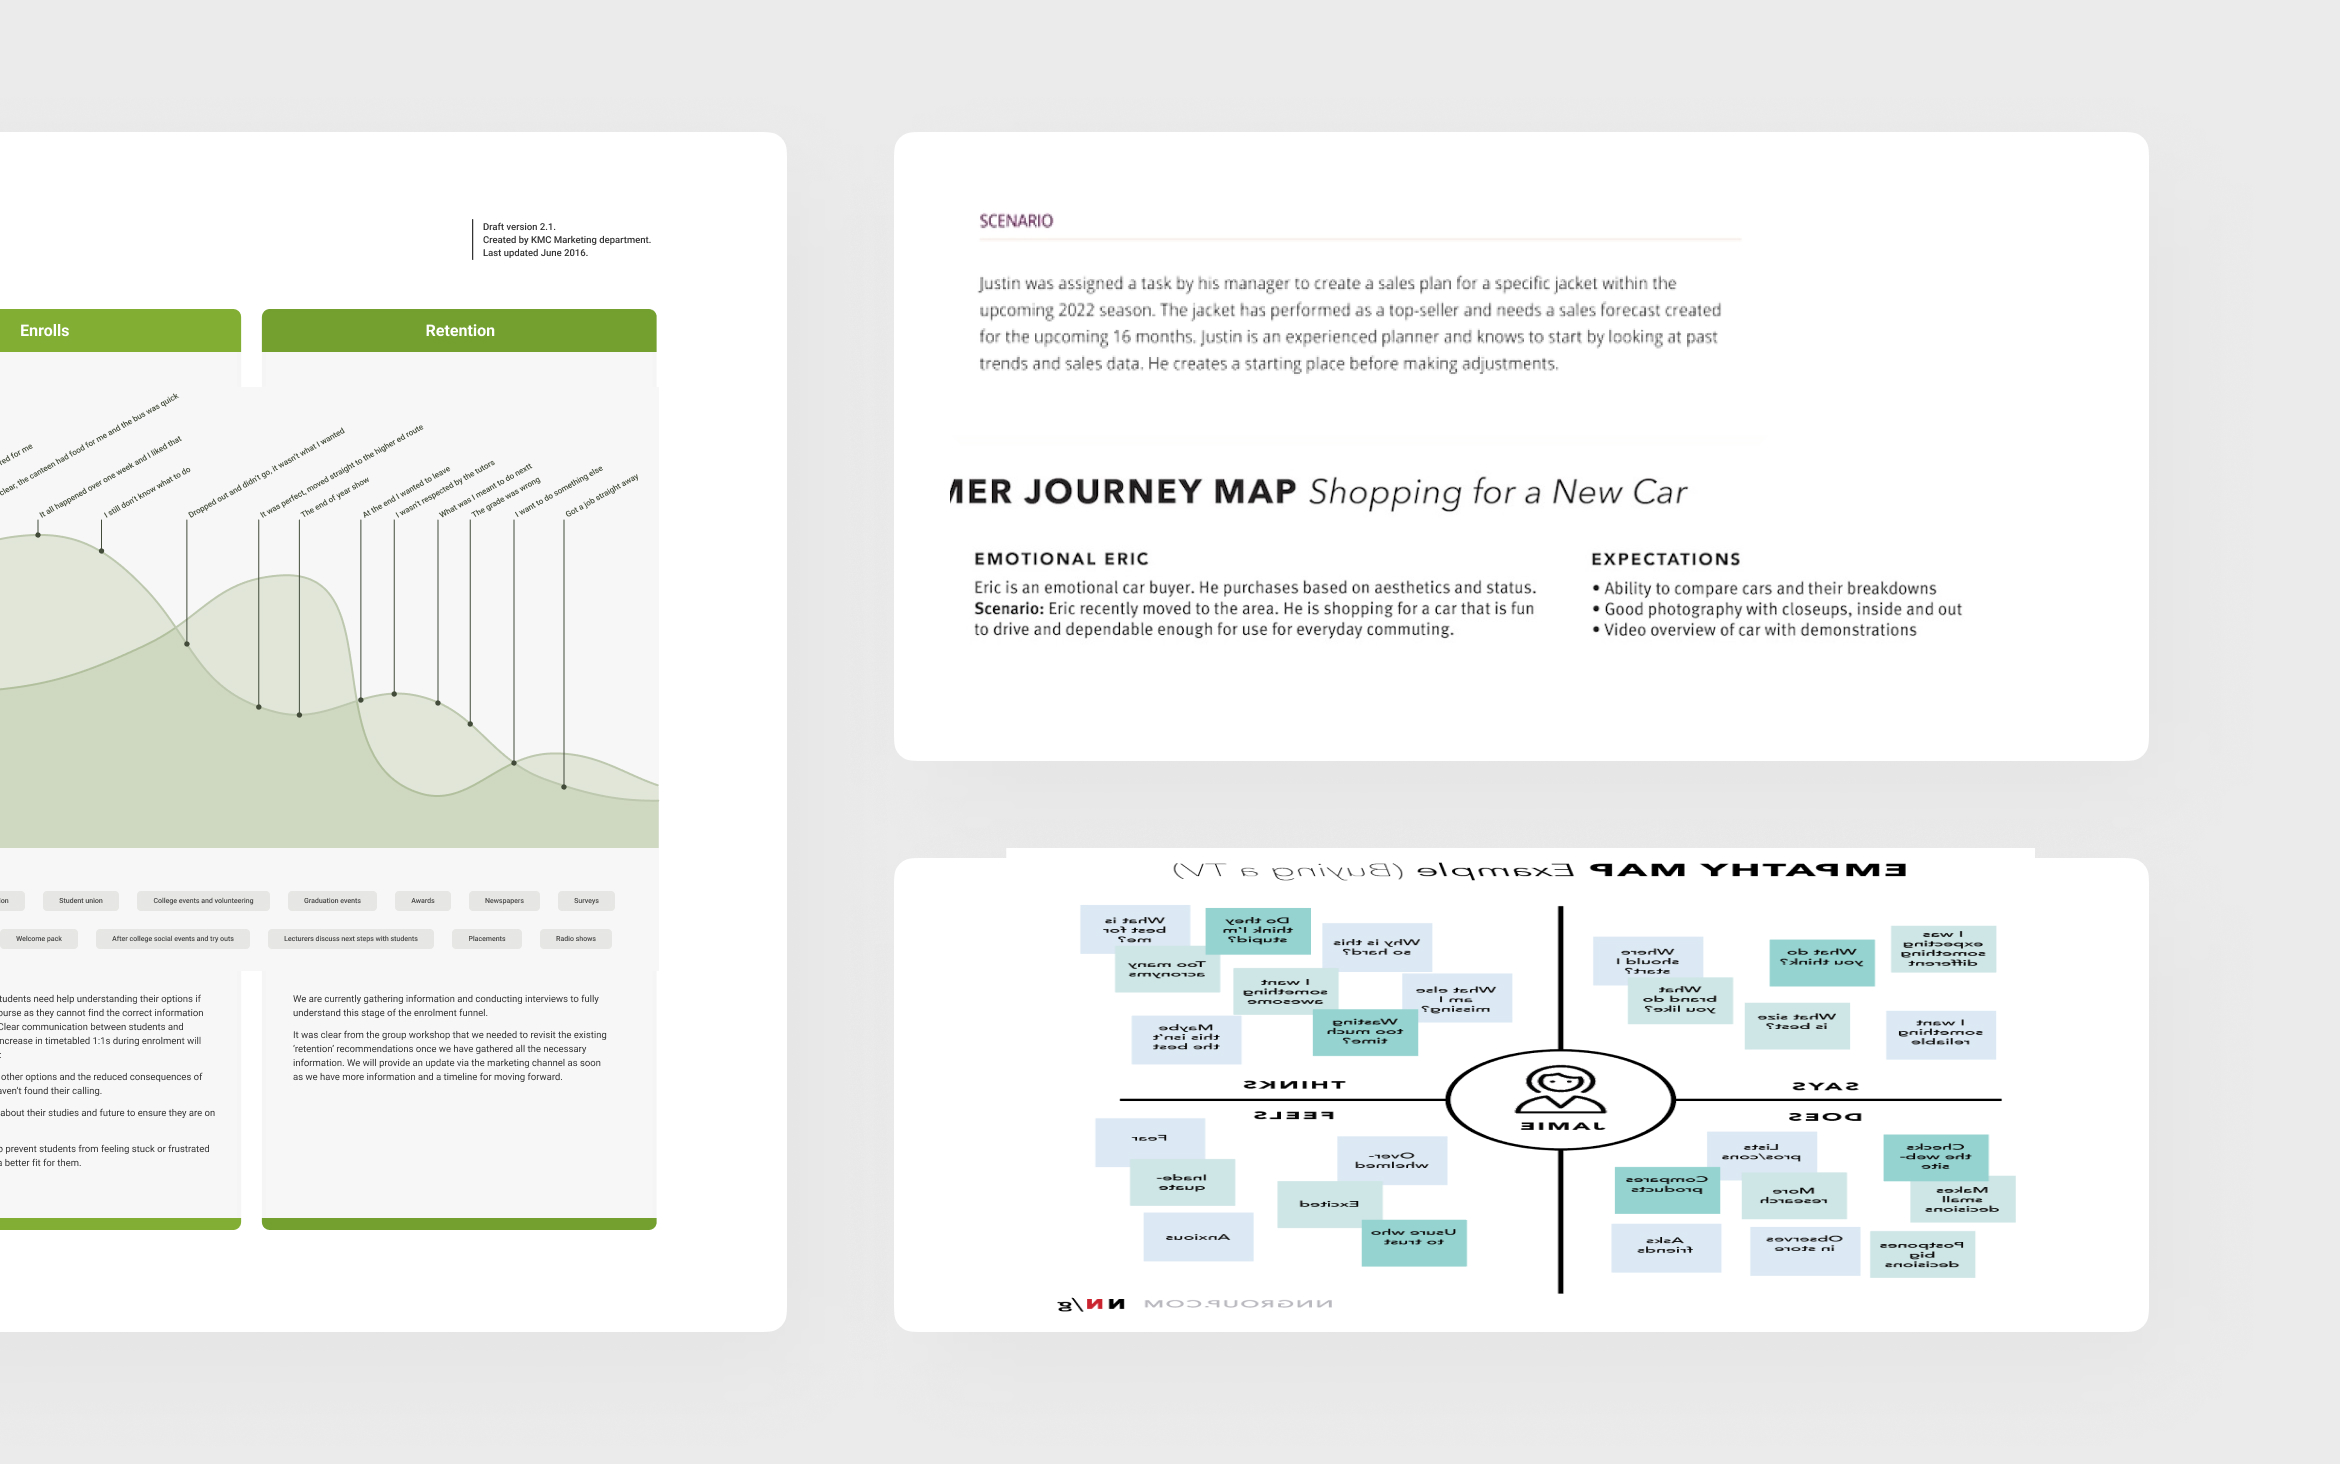 Draft version 2.1.
Created by KMC Marketing department.
Last updated June 2016.
Enrolls
Retention
red for me
clear, the canteen had food for me and the bus was quick
It all happened over one week and I liked that
I still don't know what to do
Dropped out and didn't go, it wasn't what I wanted
It was perfect, moved straight to the higher ed route
The end of year show
At the end I wanted to leave
I wasn't respected by the tutors
What was I meant to do nextt
The grade was wrong
I want to do something else
Got a job straight away
ion
Student union
College events and volunteering
Graduation events
Awards
Newspapers
Surveys
Welcome pack
After college social events and try outs
Lecturers discuss next steps with students
Placements
Radio shows
tudents need help understanding their options if
ourse as they cannot find the correct information
Clear communication between students and
ncrease in timetabled 1:1s during enrolment will
:
other options and the reduced consequences of
aven't found their calling.
about their studies and future to ensure they are on
o prevent students from feeling stuck or frustrated
a better fit for them.
We are currently gathering information and conducting interviews to fully
understand this stage of the enrolment funnel.
It was clear from the group workshop that we needed to revisit the existing
'retention' recommendations once we have gathered all the necessary
information. We will provide an update via the marketing channel as soon
as we have more information and a timeline for moving forward.
SCENARIO
Justin was assigned a task by his manager to create a sales plan for a specific jacket within the
upcoming 2022 season. The jacket has performed as a top-seller and needs a sales forecast created
for the upcoming 16 months. Justin is an experienced planner and knows to start by looking at past
trends and sales data. He creates a starting place before making adjustments.
MER JOURNEY MAP Shopping for a New Car
EMOTIONAL ERIC
Eric is an emotional car buyer. He purchases based on aesthetics and status.
Scenario: Eric recently moved to the area. He is shopping for a car that is fun
to drive and dependable enough for use for everyday commuting.
EXPECTATIONS
• Ability to compare cars and their breakdowns
• Good photography with closeups, inside and out
• Video overview of car with demonstrations
EMPATHY MAP Example (Buying a TV)
What is
best for
me?
Do they
think I'm
stupid?
Why is this
so hard?
Too many
acronyms
I want
something
awesome
What else
am I
missing?
Maybe
this isn't
the best
Wasting
too much
time?
Where
should I
start?
What do
you think?
I was
expecting
something
different
What
brand do
you like?
What size
is best?
I want
something
reliable
THINKS
SAYS
FEELS
DOES
JAMIE
Fear
Over-
whelmed
Inade-
quate
Excited
Anxious
Usure who
to trust
Lists
pros/cons
Checks
the web-
site
Compares
products
More
research
Makes
small
decisions
Asks
friends
Observes
in store
Postpones
big
decisions
NN/g
NNGROUP.COM